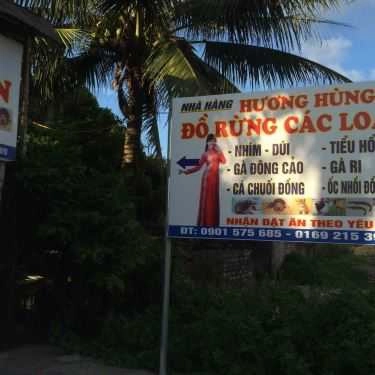 N
NHÀ HÀNG HƯƠNG HÙNG
ĐỒ RỪNG CÁC LOẠ
- NHÍM - DÚI
- TIỂU HỔ
- GÀ ĐÔNG CẢO
- GÀ RI
- CÁ CHUỐI ĐỒNG
- ỐC NHỒI ĐỒ
NHẬN ĐẶT ĂN THEO YÊU
ĐT: 0901 575 685 - 0169 215 39